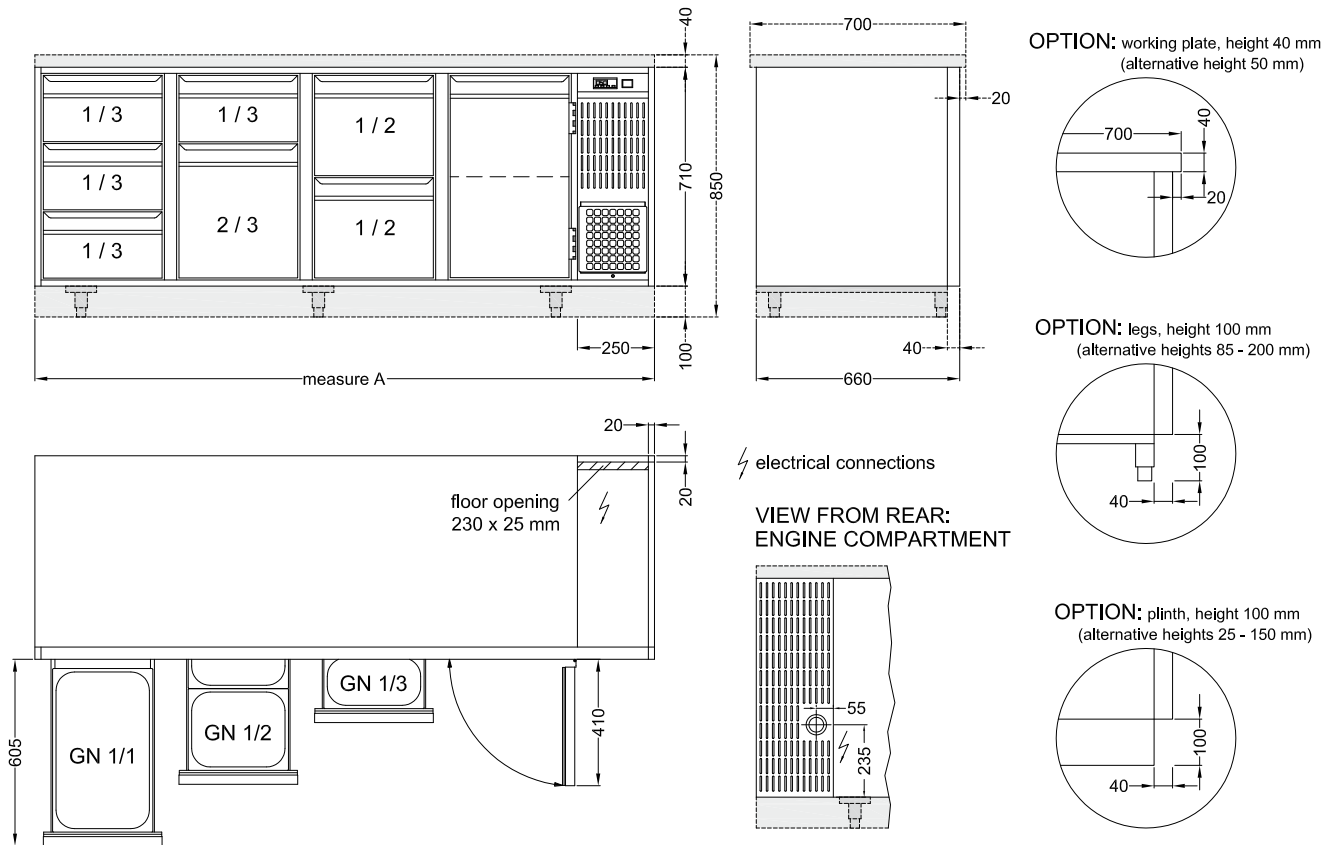 40
700
OPTION: working plate, height 40 mm
(alternative height 50 mm)
1 / 3
1 / 3
1 / 2
20
700
40
20
1 / 3
2 / 3
1 / 2
1 / 3
710
850
250
100
40
measure A
660
OPTION: legs, height 100 mm
(alternative heights 85 - 200 mm)
100
40
20
20
floor opening
230 x 25 mm
electrical connections
VIEW FROM REAR:
ENGINE COMPARTMENT
OPTION: plinth, height 100 mm
(alternative heights 25 - 150 mm)
100
40
GN 1/3
GN 1/2
GN 1/1
605
410
55
235